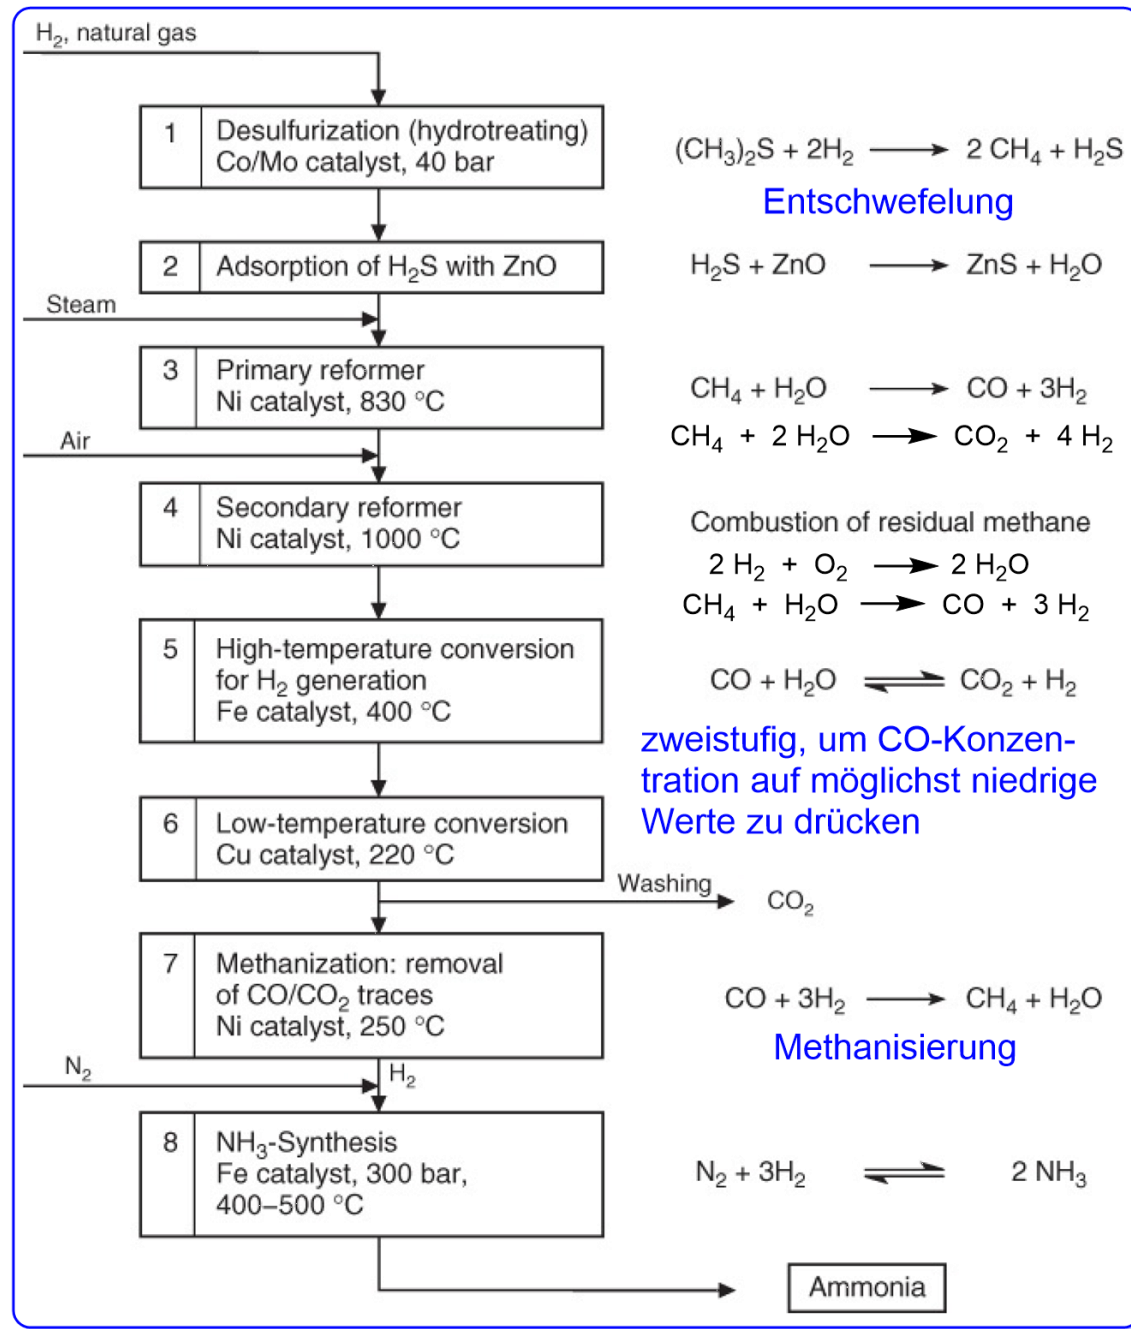 H₂, natural gas
1 Desulfurization (hydrotreating)
Co/Mo catalyst, 40 bar
(CH₃)₂S + 2H₂ ⟶ 2 CH₄ + H₂S
Entschwefelung
2 Adsorption of H₂S with ZnO
H₂S + ZnO ⟶ ZnS + H₂O
Steam
3 Primary reformer
Ni catalyst, 830 °C
CH₄ + H₂O ⟶ CO + 3H₂
CH₄ + 2 H₂O ⟶ CO₂ + 4 H₂
Air
4 Secondary reformer
Ni catalyst, 1000 °C
Combustion of residual methane
2 H₂ + O₂ ⟶ 2 H₂O
CH₄ + H₂O ⟶ CO + 3 H₂
5 High-temperature conversion
for H₂ generation
Fe catalyst, 400 °C
CO + H₂O ⇌ CO₂ + H₂
zweistufig, um CO-Konzen-
tration auf möglichst niedrige
Werte zu drücken
6 Low-temperature conversion
Cu catalyst, 220 °C
Washing
CO₂
7 Methanization: removal
of CO/CO₂ traces
Ni catalyst, 250 °C
CO + 3H₂ ⟶ CH₄ + H₂O
Methanisierung
N₂
H₂
8 NH₃-Synthesis
Fe catalyst, 300 bar,
400–500 °C
N₂ + 3H₂ ⇌ 2 NH₃
Ammonia